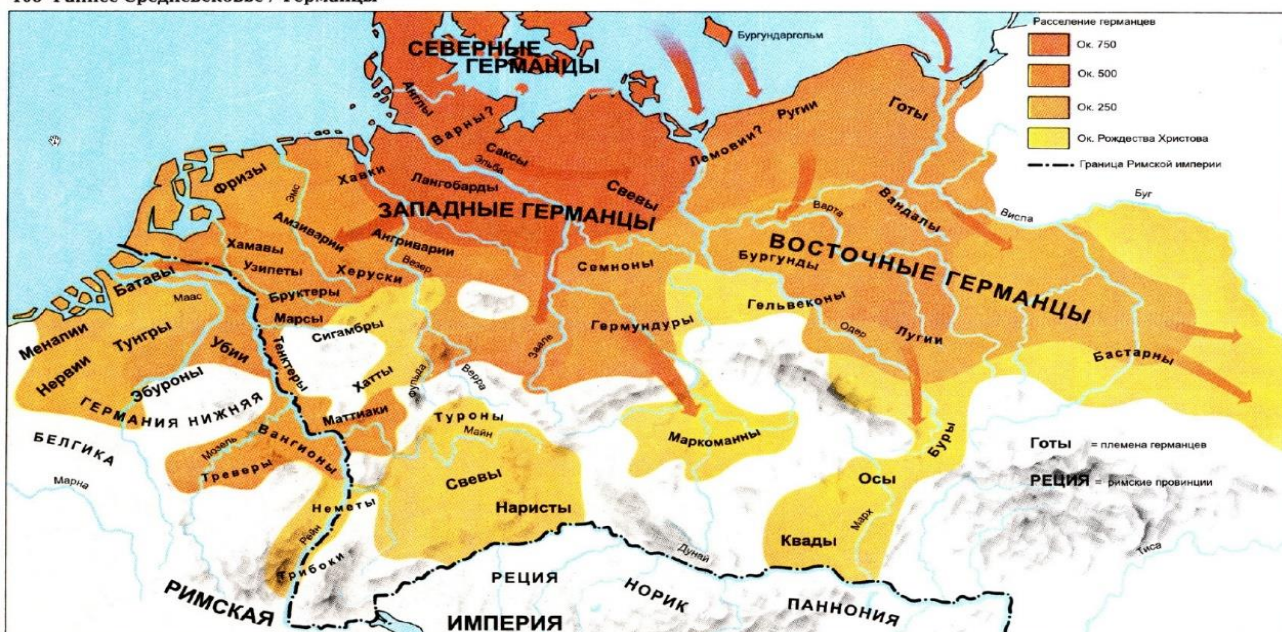 108 Раннее Средневековье / Германцы
Расселение германцев
Ок. 750
Ок. 500
Ок. 250
Ок. Рождества Христова
Граница Римской империи
Бургундаргольм
СЕВЕРНЫЕ
ГЕРМАНЦЫ
Англы
Варны?
Саксы
Эльба
Лемовии?
Ругии
Готы
Фризы
Эмс
Хавки
Лангобарды
Свевы
ЗАПАДНЫЕ ГЕРМАНЦЫ
Варта
Вандалы
Висла
Буг
Амзиварии
Ангриварии
Хамавы
Везер
Узипеты
Херуски
Семноны
Бургунды
ВОСТОЧНЫЕ ГЕРМАНЦЫ
Батавы
Маас
Бруктеры
Марсы
Сигамбры
Гельвеконы
Менапии
Тунгры
Убии
Нервии
Эбуроны
Тенктеры
Хатты
Фульда
Верра
Заале
Гермундуры
Одер
Лугии
Бастарны
ГЕРМАНИЯ НИЖНЯЯ
Маттиаки
Туроны
Майн
Маркоманны
Буры
БЕЛГИКА
Мозель
Вангионы
Треверы
Марна
Свевы
Осы
Готы = племена германцев
РЕЦИЯ = римские провинции
Неметы
Наристы
Рейн
Марх
Квады
Дунай
Тиса
Трибоки
РИМСКАЯ
РЕЦИЯ
НОРИК
ПАННОНИЯ
ИМПЕРИЯ